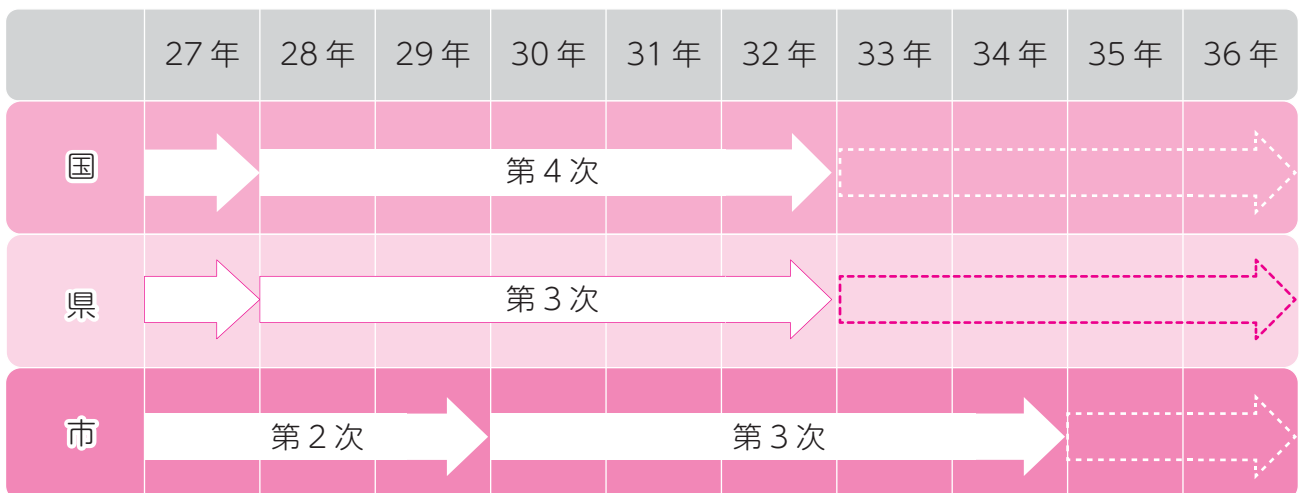 27年 28年 29年 30年 31年 32年 33年 34年 35年 36年
国 第4次
県 第3次
市 第2次 第3次